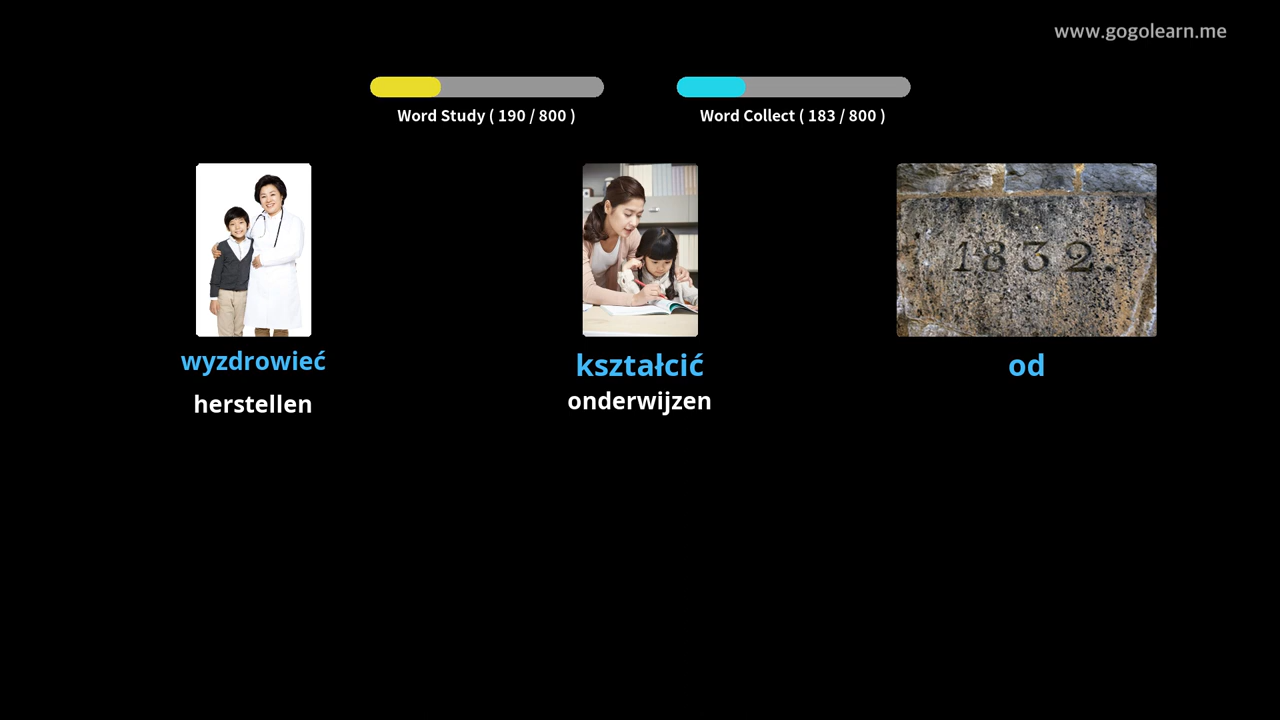 www.gogolearn.me
Word Study ( 190 / 800 )
Word Collect ( 183 / 800 )
1832
wyzdrowieć
kształcić
od
herstellen
onderwijzen